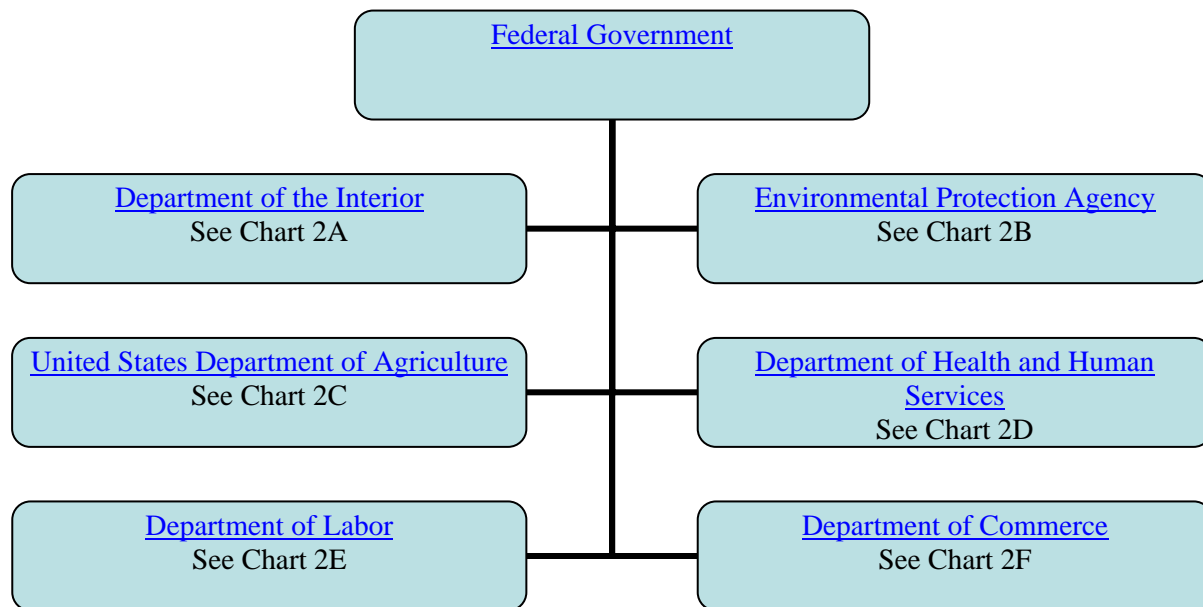 Federal Government
Department of the Interior
See Chart 2A
Environmental Protection Agency
See Chart 2B
United States Department of Agriculture
See Chart 2C
Department of Health and Human
Services
See Chart 2D
Department of Labor
See Chart 2E
Department of Commerce
See Chart 2F